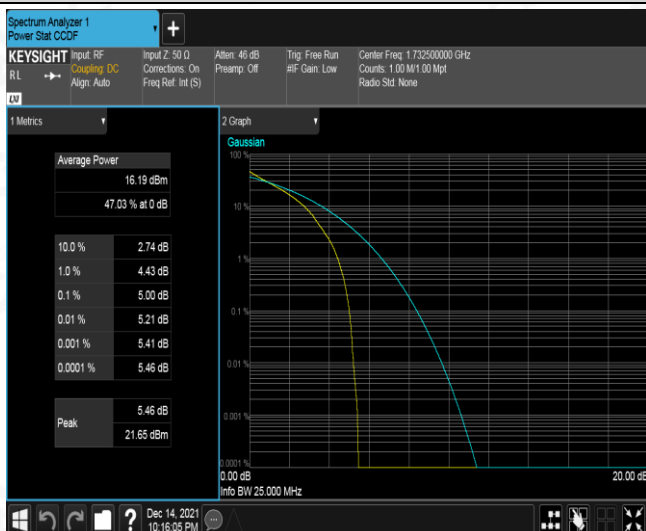 Spectrum Analyzer 1
Power Stat CCDF
+
KEYSIGHT
RL
LXI
Input: RF
Coupling: DC
Align: Auto
Input Z: 50 Ω
Corrections: On
Freq Ref: Int (S)
Atten: 46 dB
Preamp: Off
Trig: Free Run
#IF Gain: Low
Center Freq: 1.732500000 GHz
Counts: 1.00 M/1.00 Mpt
Radio Std: None
1 Metrics
Average Power
16.19 dBm
47.03 % at 0 dB
10.0 % 2.74 dB
1.0 % 4.43 dB
0.1 % 5.00 dB
0.01 % 5.21 dB
0.001 % 5.41 dB
0.0001 % 5.46 dB
Peak
5.46 dB
21.65 dBm
2 Graph
Gaussian
100 %
10 %
1 %
0.1 %
0.01 %
0.001 %
0.0001 %
0.00 dB 20.00 dB
Info BW 25.000 MHz
?
Dec 14, 2021
10:16:05 PM